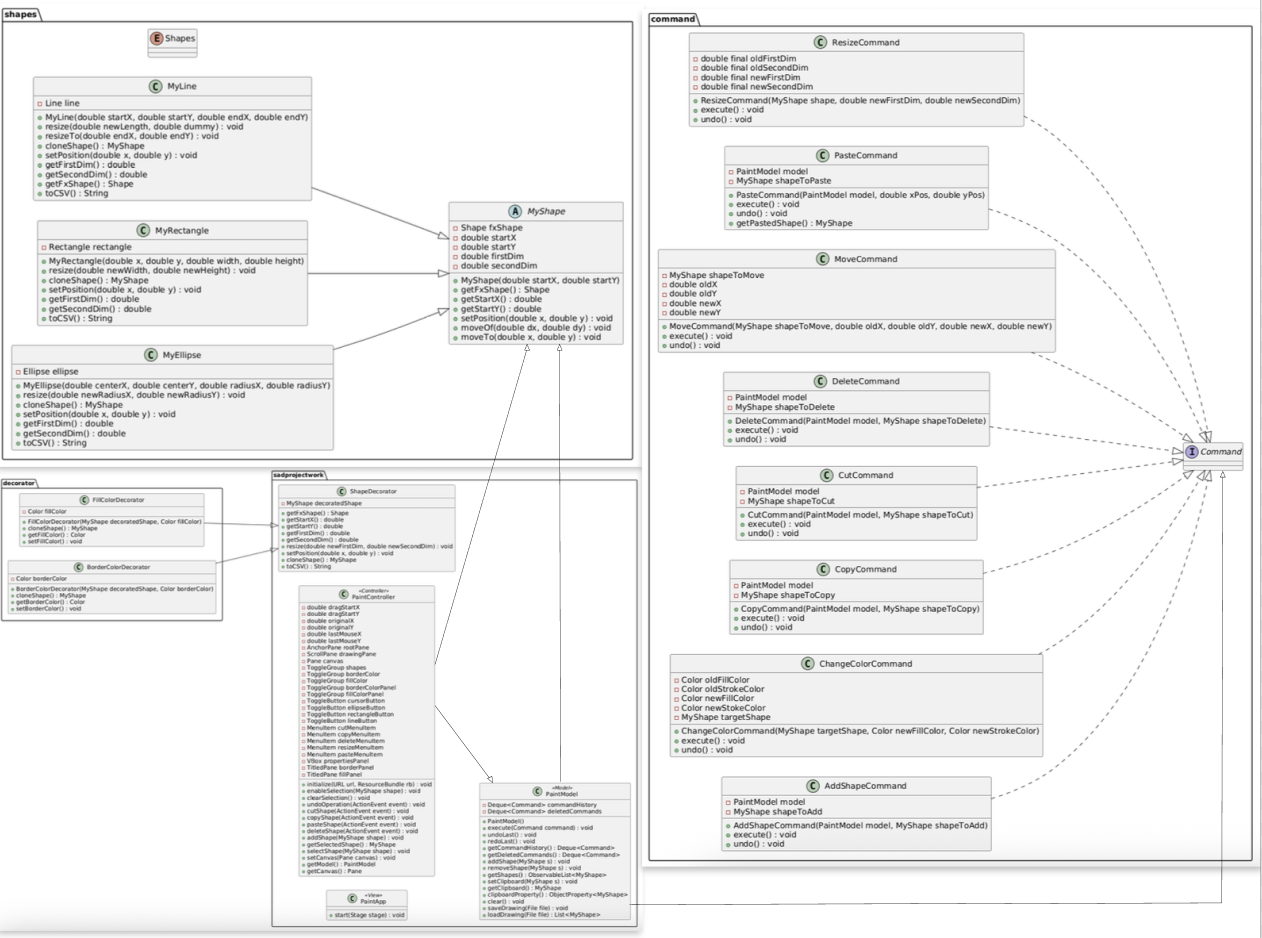 shapes
E Shapes
C MyLine
Line line
MyLine(double startX, double startY, double endX, double endY)
resize(double newLength, double dummy) : void
resizeTo(double endX, double endY) : void
cloneShape() : MyShape
setPosition(double x, double y) : void
getFirstDim() : double
getSecondDim() : double
getFxShape() : Shape
toCSV() : String
C MyRectangle
Rectangle rectangle
MyRectangle(double x, double y, double width, double height)
resize(double newWidth, double newHeight) : void
cloneShape() : MyShape
setPosition(double x, double y) : void
getFirstDim() : double
getSecondDim() : double
toCSV() : String
C MyEllipse
Ellipse ellipse
MyEllipse(double centerX, double centerY, double radiusX, double radiusY)
resize(double newRadiusX, double newRadiusY) : void
cloneShape() : MyShape
setPosition(double x, double y) : void
getFirstDim() : double
getSecondDim() : double
toCSV() : String
A MyShape
Shape fxShape
double startX
double startY
double firstDim
double secondDim
MyShape(double startX, double startY)
getFxShape() : Shape
getStartX() : double
getStartY() : double
setPosition(double x, double y) : void
moveOf(double dx, double dy) : void
moveTo(double x, double y) : void
decorator
C FillColorDecorator
Color fillColor
FillColorDecorator(MyShape decoratedShape, Color fillColor)
cloneShape() : MyShape
getFillColor() : Color
setFillColor() : void
C BorderColorDecorator
Color borderColor
BorderColorDecorator(MyShape decoratedShape, Color borderColor)
cloneShape() : MyShape
getBorderColor() : Color
setBorderColor() : void
sadprojectwork
C ShapeDecorator
MyShape decoratedShape
getFxShape() : Shape
getStartX() : double
getStartY() : double
getFirstDim() : double
getSecondDim() : double
resize(double newFirstDim, double newSecondDim) : void
setPosition(double x, double y) : void
cloneShape() : MyShape
toCSV() : String
«Controller»
C PaintController
double dragStartX
double dragStartY
double originalX
double originalY
double lastMouseX
double lastMouseY
AnchorPane rootPane
ScrollPane drawingPane
Pane canvas
ToggleGroup shapes
ToggleGroup borderColor
ToggleGroup fillColor
ToggleGroup borderColorPanel
ToggleGroup fillColorPanel
ToggleButton cursorButton
ToggleButton ellipseButton
ToggleButton rectangleButton
ToggleButton lineButton
MenuItem cutMenuItem
MenuItem copyMenuItem
MenuItem deleteMenuItem
MenuItem resizeMenuItem
MenuItem pasteMenuItem
VBox propertiesPanel
TitledPane borderPanel
TitledPane fillPanel
initialize(URL url, ResourceBundle rb) : void
enableSelection(MyShape shape) : void
clearSelection() : void
undoOperation(ActionEvent event) : void
cutShape(ActionEvent event) : void
copyShape(ActionEvent event) : void
pasteShape(ActionEvent event) : void
deleteShape(ActionEvent event) : void
addShape(MyShape shape) : void
getSelectedShape() : MyShape
selectShape(MyShape shape) : void
setCanvas(Pane canvas) : void
getModel() : PaintModel
getCanvas() : Pane
«View»
C PaintApp
start(Stage stage) : void
«Model»
C PaintModel
Deque<Command> commandHistory
Deque<Command> deletedCommands
PaintModel()
execute(Command command) : void
undoLast() : void
redoLast() : void
getCommandHistory() : Deque<Command>
getDeletedCommands() : Deque<Command>
addShape(MyShape s) : void
removeShape(MyShape s) : void
getShapes() : ObservableList<MyShape>
setClipboard(MyShape s) : void
getClipboard() : MyShape
clipboardProperty() : ObjectProperty<MyShape>
clear() : void
saveDrawing(File file) : void
loadDrawing(File file) : List<MyShape>
command
C ResizeCommand
double final oldFirstDim
double final oldSecondDim
double final newFirstDim
double final newSecondDim
ResizeCommand(MyShape shape, double newFirstDim, double newSecondDim)
execute() : void
undo() : void
C PasteCommand
PaintModel model
MyShape shapeToPaste
PasteCommand(PaintModel model, double xPos, double yPos)
execute() : void
undo() : void
getPastedShape() : MyShape
C MoveCommand
MyShape shapeToMove
double oldX
double oldY
double newX
double newY
MoveCommand(MyShape shapeToMove, double oldX, double oldY, double newX, double newY)
execute() : void
undo() : void
C DeleteCommand
PaintModel model
MyShape shapeToDelete
DeleteCommand(PaintModel model, MyShape shapeToDelete)
execute() : void
undo() : void
I Command
C CutCommand
PaintModel model
MyShape shapeToCut
CutCommand(PaintModel model, MyShape shapeToCut)
execute() : void
undo() : void
C CopyCommand
PaintModel model
MyShape shapeToCopy
CopyCommand(PaintModel model, MyShape shapeToCopy)
execute() : void
undo() : void
C ChangeColorCommand
Color oldFillColor
Color oldStrokeColor
Color newFillColor
Color newStokeColor
MyShape targetShape
ChangeColorCommand(MyShape targetShape, Color newFillColor, Color newStrokeColor)
execute() : void
undo() : void
C AddShapeCommand
PaintModel model
MyShape shapeToAdd
AddShapeCommand(PaintModel model, MyShape shapeToAdd)
execute() : void
undo() : void